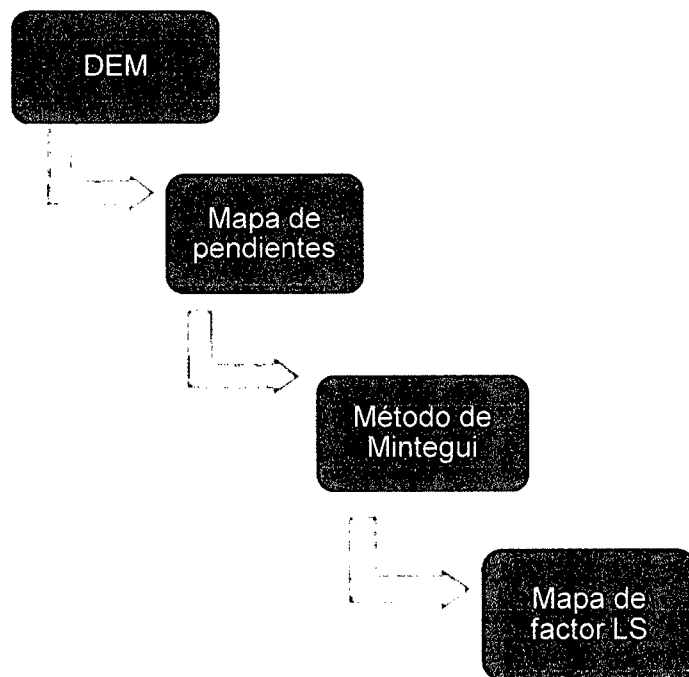 DEM
Mapa de
pendientes
Método de
Mintegui
Mapa de
factor LS